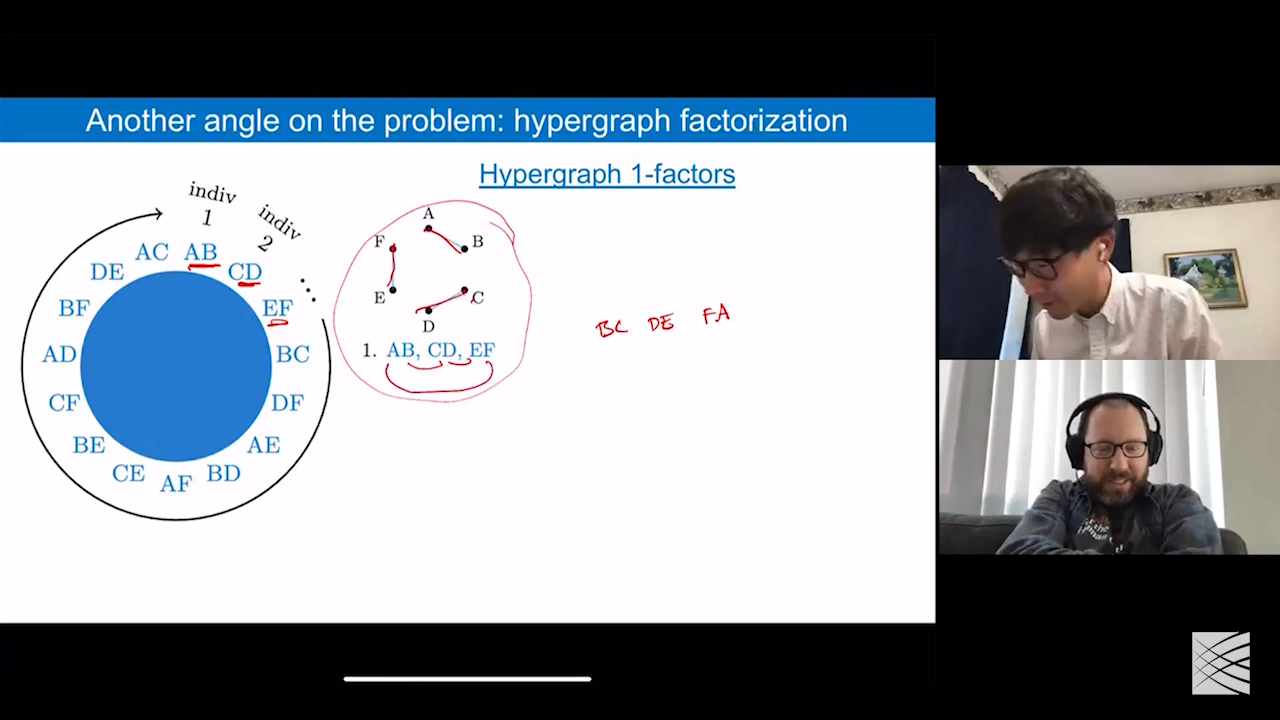 Another angle on the problem: hypergraph factorization
Hypergraph 1-factors
indiv
1
indiv
2
AB
CD
EF
BC
DF
AE
BD
AF
CE
BE
CF
AD
BF
DE
AC
A
F B
E C
D
1. AB, CD, EF
BC DE FA